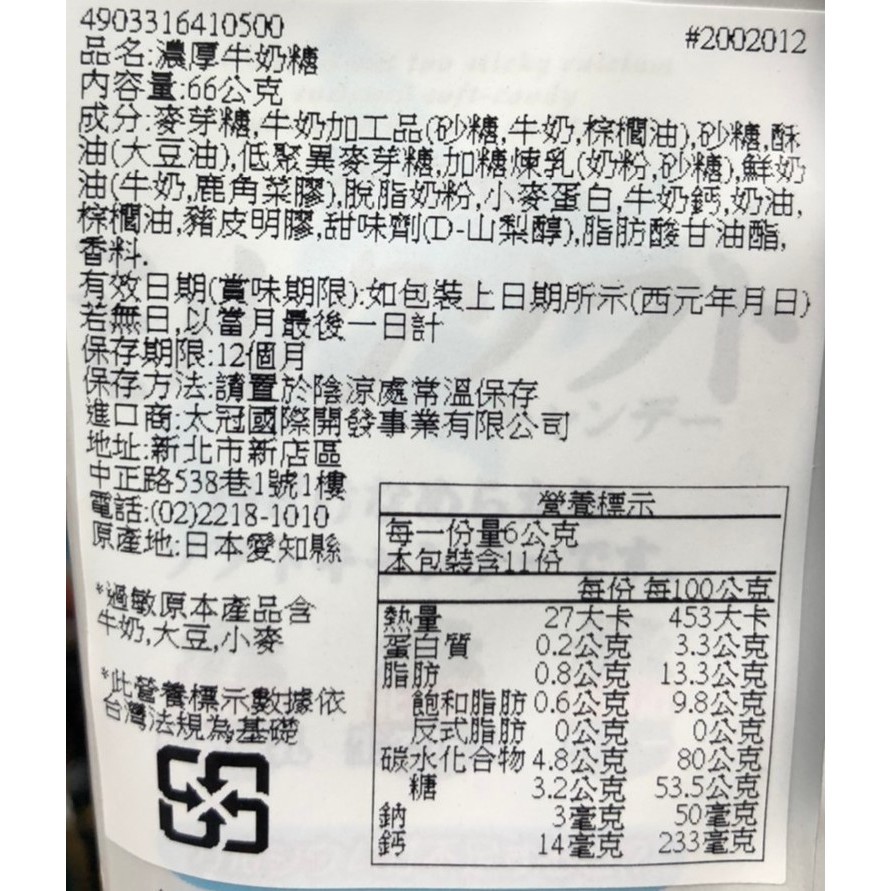 4903316410500
#2002012
品名:濃厚牛奶糖
內容量:66公克
成分:麥芽糖,牛奶加工品(砂糖,牛奶,棕櫚油),砂糖,酥
油(大豆油),低聚異麥芽糖,加糖煉乳(奶粉,砂糖),鮮奶
油(牛奶,鹿角菜膠),脫脂奶粉,小麥蛋白,牛奶鈣,奶油,
棕櫚油,豬皮明膠,甜味劑(D-山梨醇),脂肪酸甘油酯,
香料.
有效日期(賞味期限):如包裝上日期所示(西元年月日)
若無日,以當月最後一日計
保存期限:12個月
保存方法:請置於陰涼處常溫保存
進口商:太冠國際開發事業有限公司
地址:新北市新店區
中正路538巷1號1樓
電話:(02)2218-1010
原產地:日本愛知縣
*過敏原本產品含
牛奶,大豆,小麥
*此營養標示數據依
台灣法規為基礎
營養標示
每一份量6公克
本包裝含11份
每份 每100公克
熱量 27大卡 453大卡
蛋白質 0.2公克 3.3公克
脂肪 0.8公克 13.3公克
飽和脂肪 0.6公克 9.8公克
反式脂肪 0公克 0公克
碳水化合物 4.8公克 80公克
糖 3.2公克 53.5公克
鈉 3毫克 50毫克
鈣 14毫克 233毫克